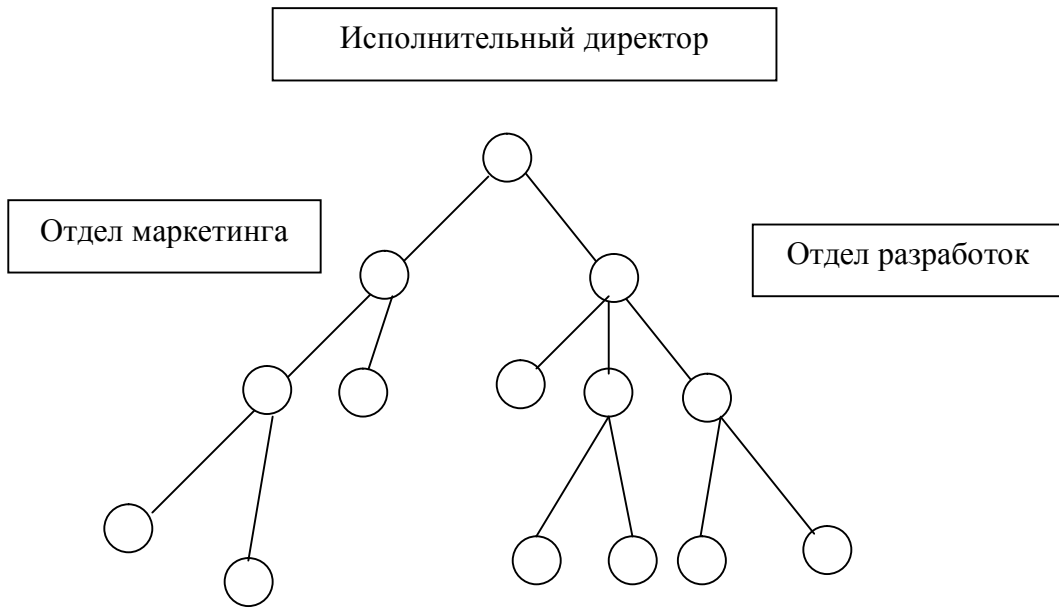 Исполнительный директор
Отдел маркетинга
Отдел разработок